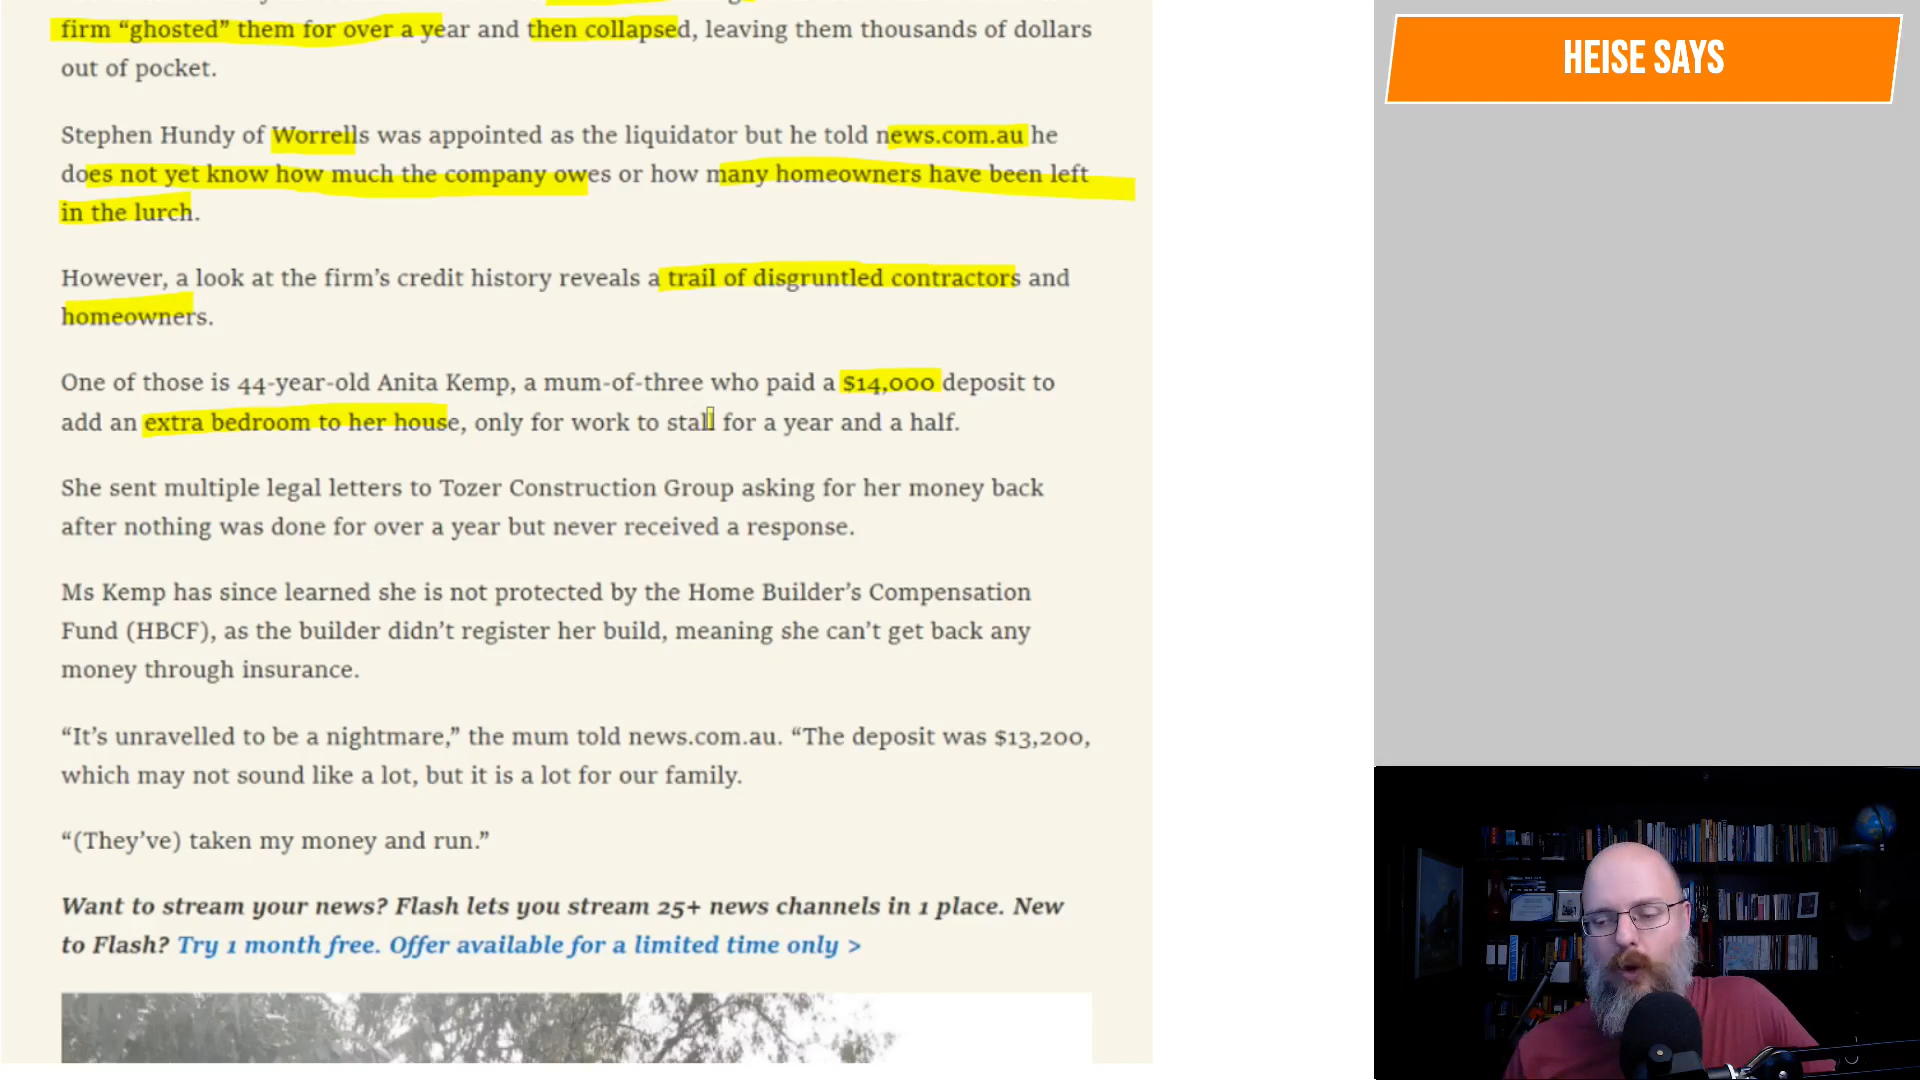 firm “ghosted” them for over a year and then collapsed, leaving them thousands of dollars
out of pocket.
Stephen Hundy of Worrells was appointed as the liquidator but he told news.com.au he
does not yet know how much the company owes or how many homeowners have been left
in the lurch.
However, a look at the firm’s credit history reveals a trail of disgruntled contractors and
homeowners.
One of those is 44-year-old Anita Kemp, a mum-of-three who paid a $14,000 deposit to
add an extra bedroom to her house, only for work to stall for a year and a half.
She sent multiple legal letters to Tozer Construction Group asking for her money back
after nothing was done for over a year but never received a response.
Ms Kemp has since learned she is not protected by the Home Builder’s Compensation
Fund (HBCF), as the builder didn’t register her build, meaning she can’t get back any
money through insurance.
“It’s unravelled to be a nightmare,” the mum told news.com.au. “The deposit was $13,200,
which may not sound like a lot, but it is a lot for our family.
“(They’ve) taken my money and run.”
Want to stream your news? Flash lets you stream 25+ news channels in 1 place. New
to Flash? Try 1 month free. Offer available for a limited time only >
HEISE SAYS